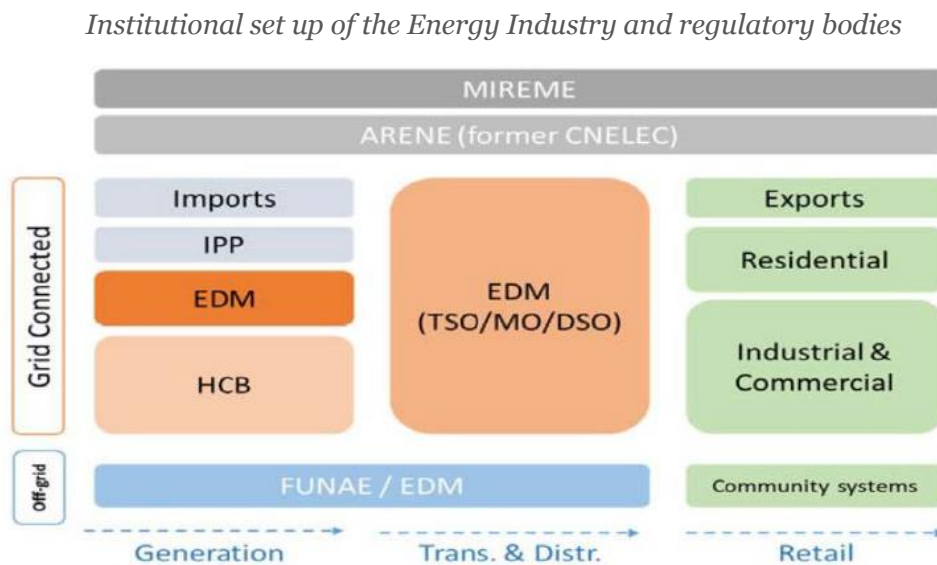 Institutional set up of the Energy Industry and regulatory bodies
MIREME
ARENE (former CNELEC)
Grid Connected
Imports
IPP
EDM
HCB
EDM
(TSO/MO/DSO)
Exports
Residential
Industrial &
Commercial
Off-grid
FUNAE / EDM
Community systems
Generation
Trans. & Distr.
Retail